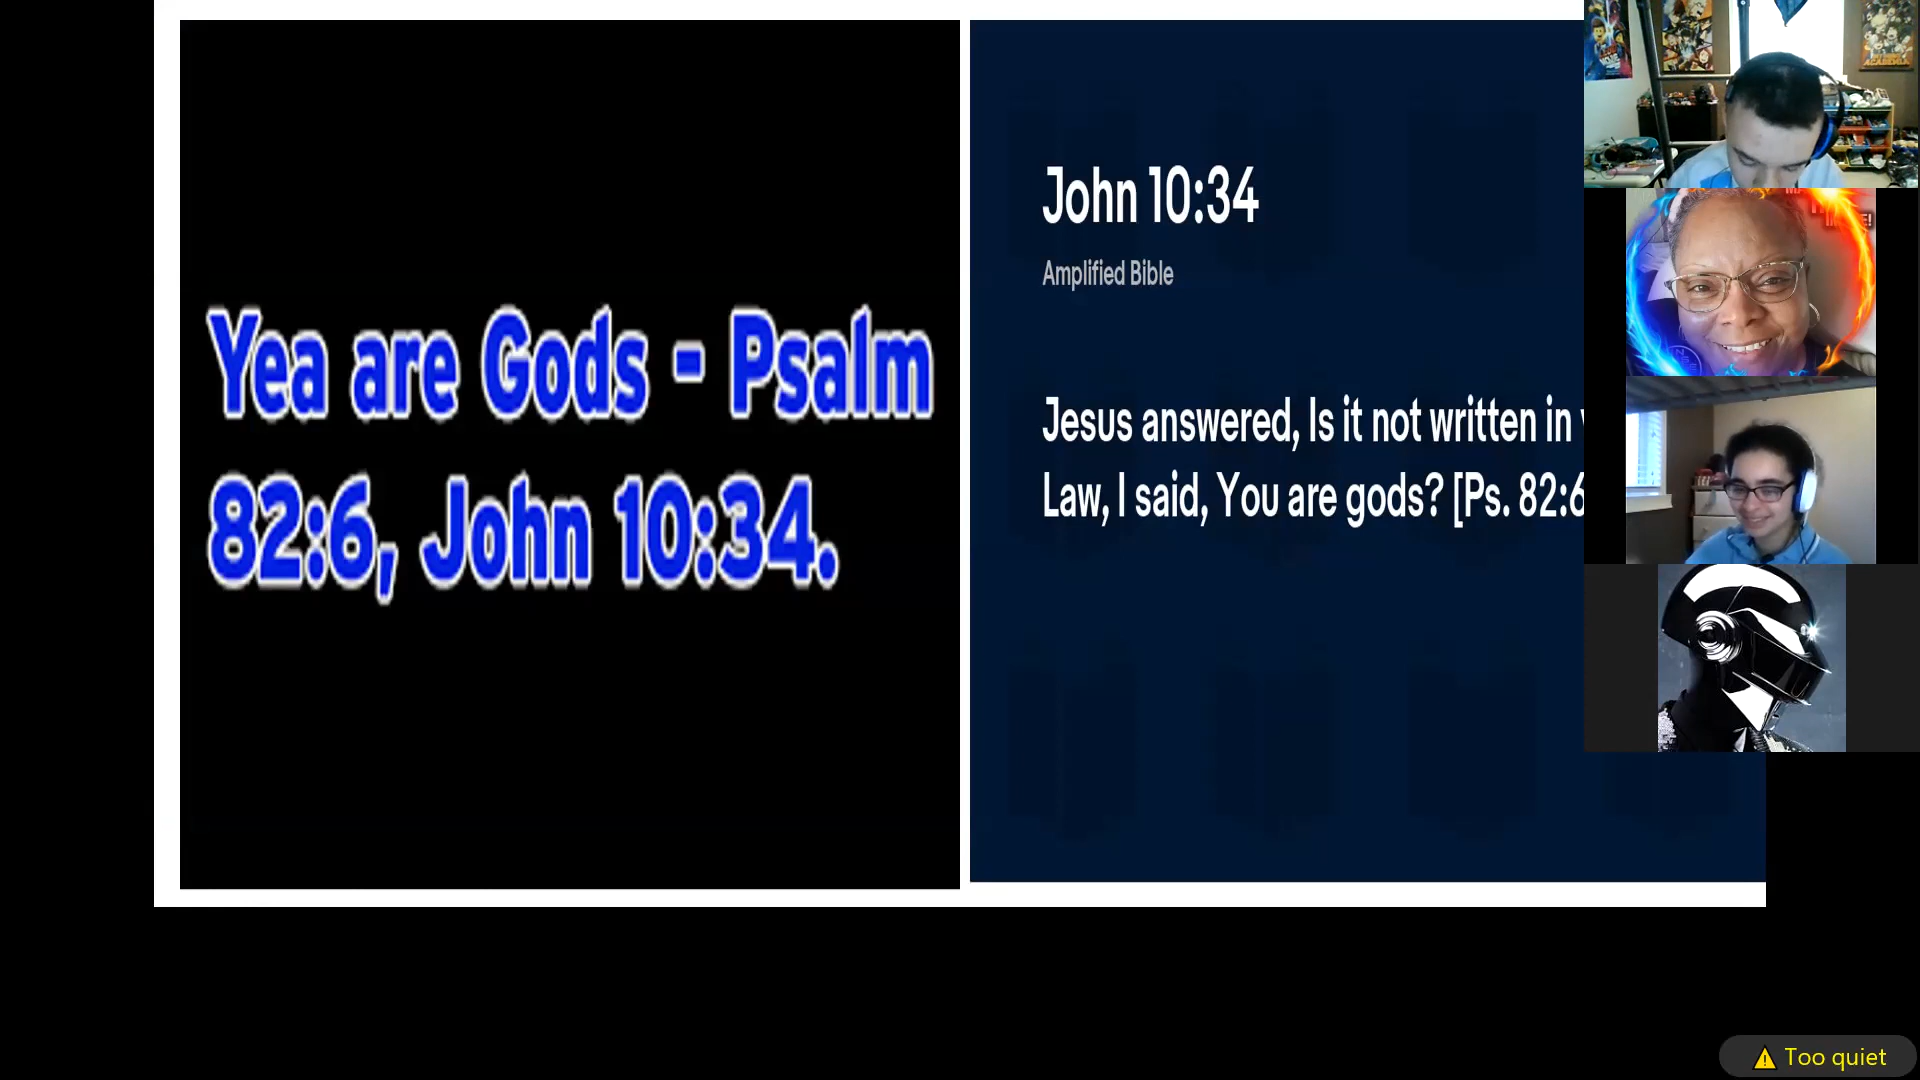 Yea are Gods - Psalm
82:6, John 10:34.
John 10:34
Amplified Bible
Jesus answered, Is it not written in
Law, I said, You are gods? [Ps. 82:6
ACADEMIA
Too quiet